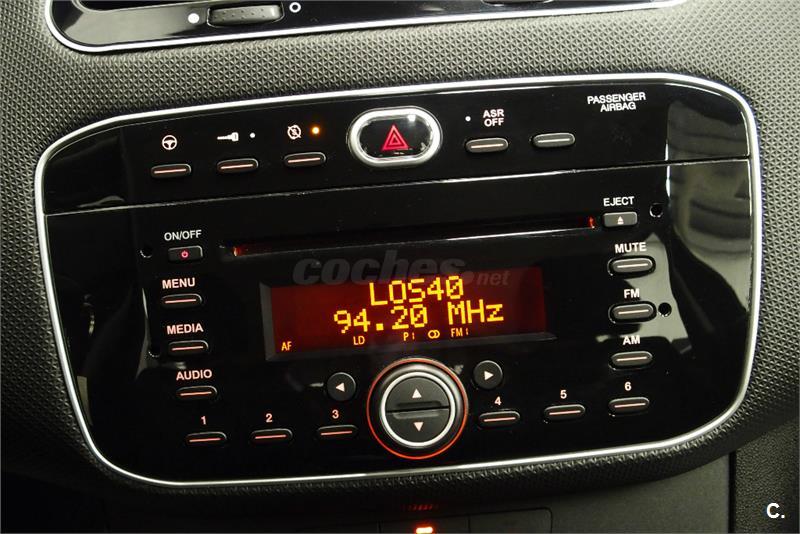 ASR
OFF
PASSENGER
AIRBAG
EJECT
ON/OFF
MUTE
MENU
coches.net
LOS40
FM
94.20 MHz
MEDIA
AF LD P1 FM1
AM
AUDIO
1 2 3 4 5 6
C.